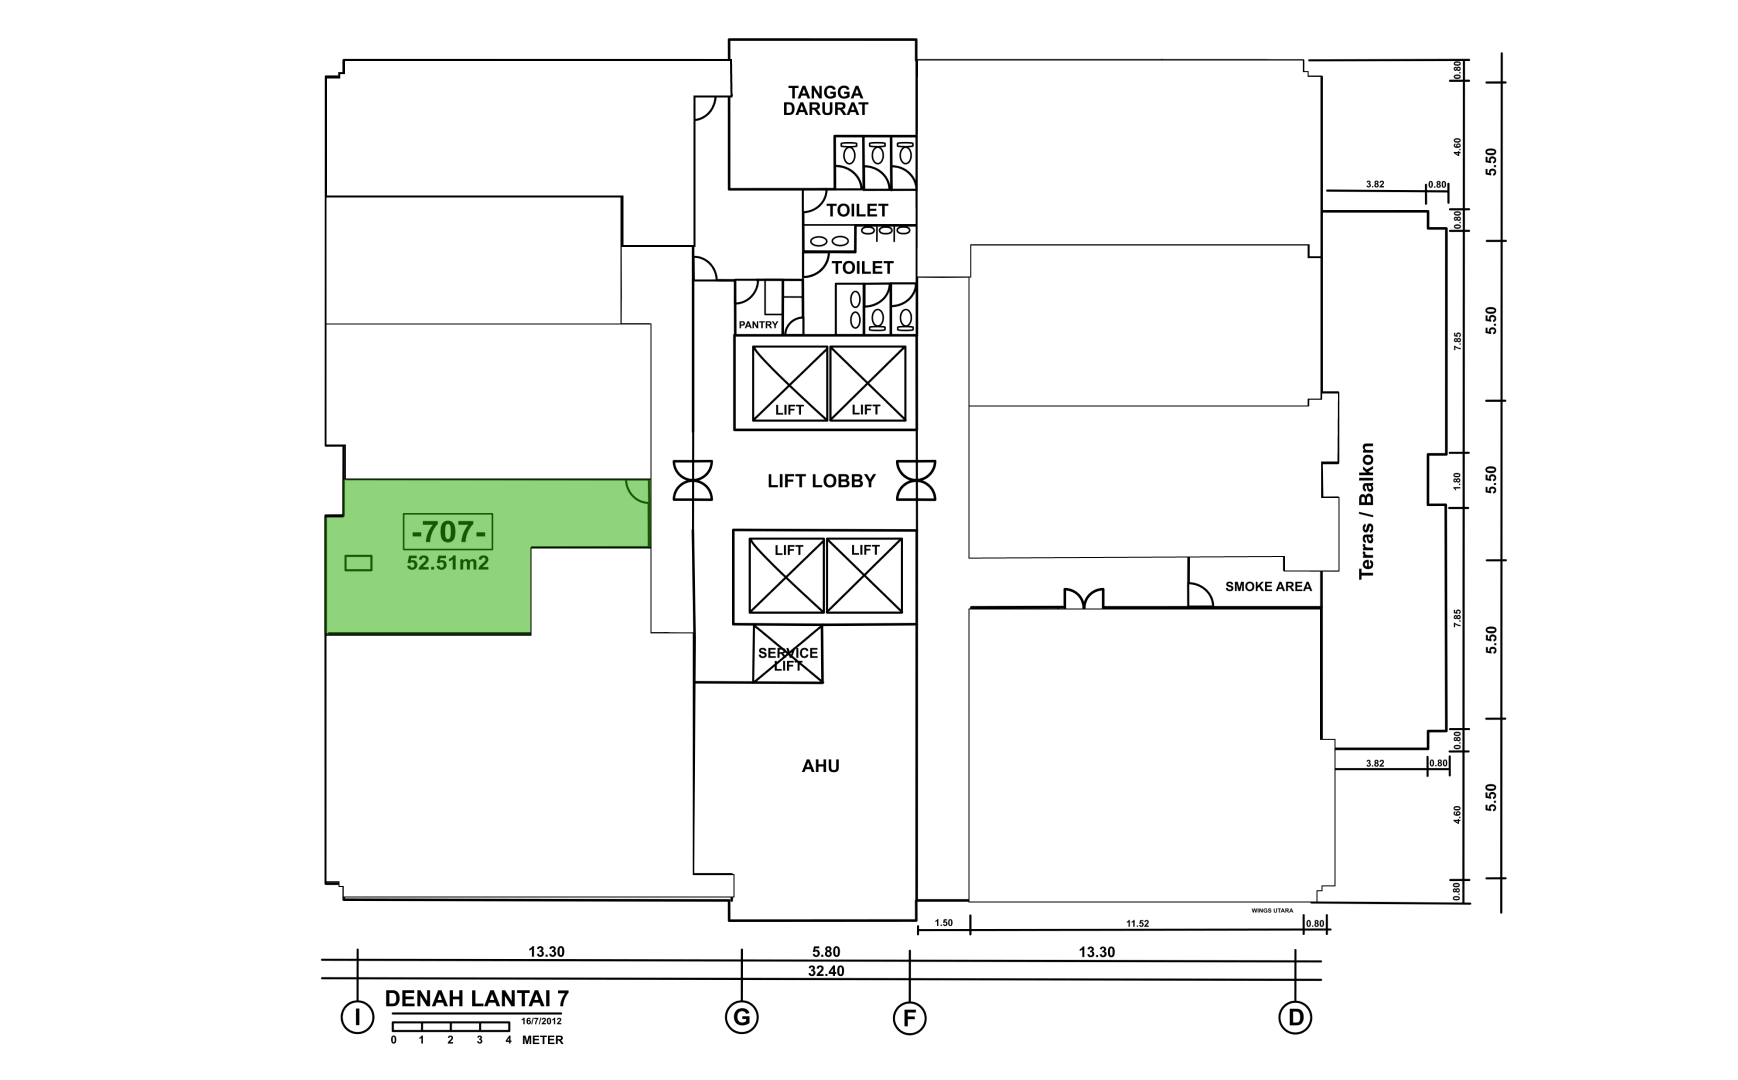 TANGGA
DARURAT
TOILET
TOILET
PANTRY
LIFT
LIFT
LIFT LOBBY
LIFT
LIFT
SERVICE
LIFT
AHU
-707-
52.51m2
SMOKE AREA
Terras / Balkon
3.82
0.80
0.80
4.60
0.80
7.85
1.80
7.85
0.80
4.60
0.80
5.50
5.50
5.50
5.50
5.50
3.82
0.80
WINGS UTARA
1.50
11.52
0.80
13.30
5.80
13.30
32.40
I
G
F
D
DENAH LANTAI 7
16/7/2012
0 1 2 3 4 METER